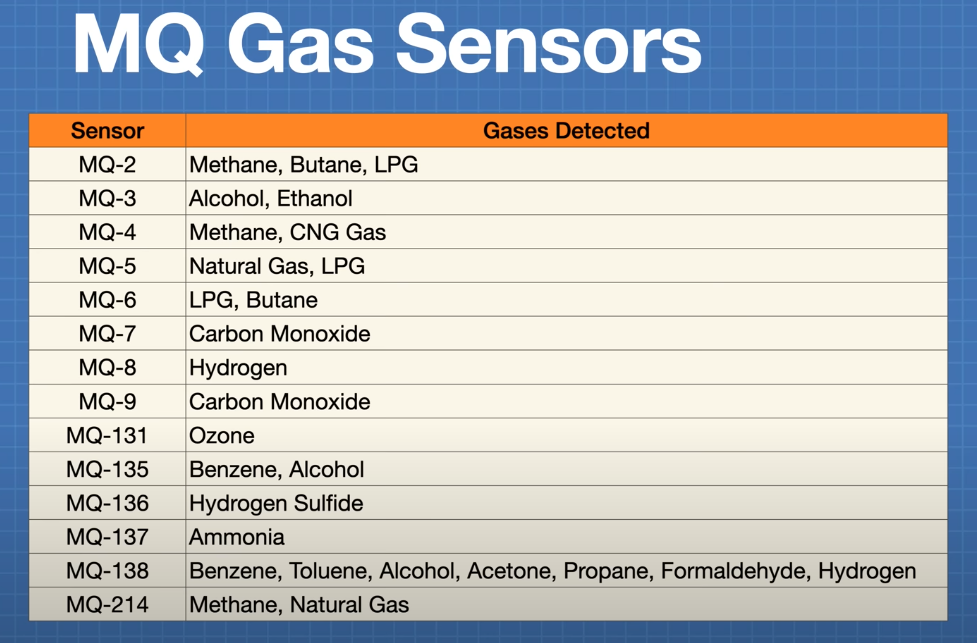 MQ Gas Sensors
Sensor Gases Detected
MQ-2 Methane, Butane, LPG
MQ-3 Alcohol, Ethanol
MQ-4 Methane, CNG Gas
MQ-5 Natural Gas, LPG
MQ-6 LPG, Butane
MQ-7 Carbon Monoxide
MQ-8 Hydrogen
MQ-9 Carbon Monoxide
MQ-131 Ozone
MQ-135 Benzene, Alcohol
MQ-136 Hydrogen Sulfide
MQ-137 Ammonia
MQ-138 Benzene, Toluene, Alcohol, Acetone, Propane, Formaldehyde, Hydrogen
MQ-214 Methane, Natural Gas